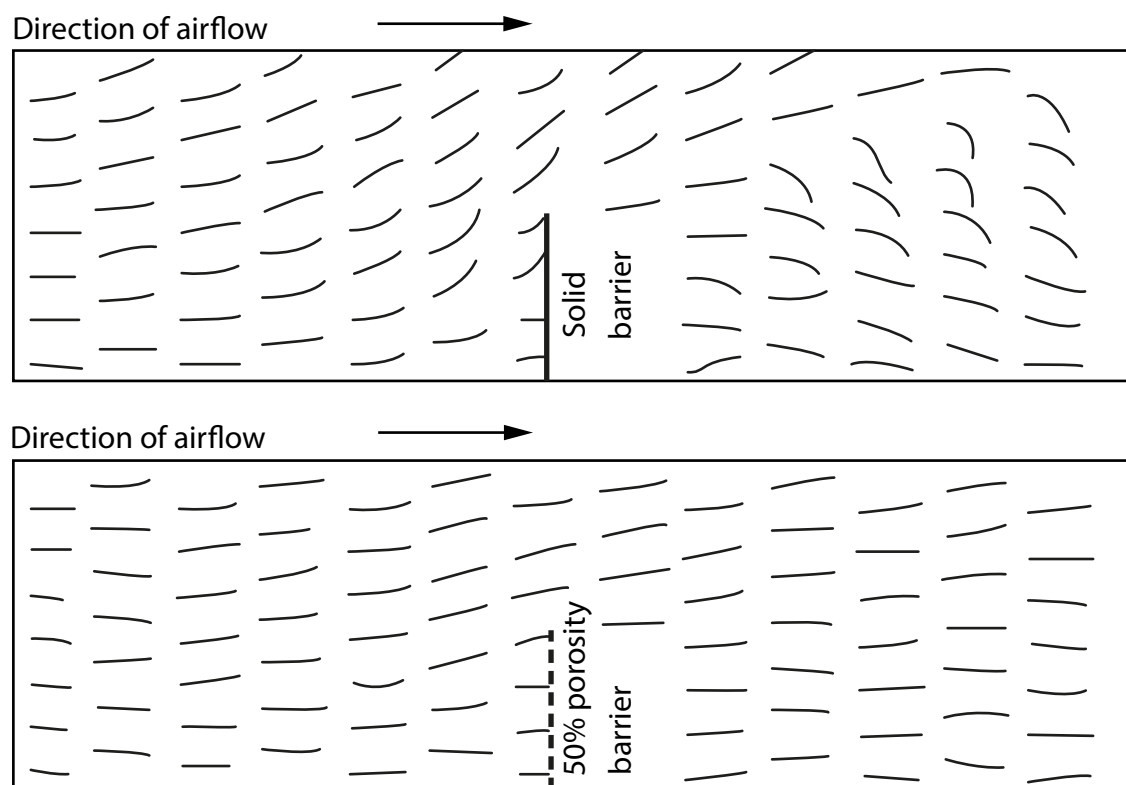 Direction of airflow
Solid
barrier
Direction of airflow
50% porosity
barrier